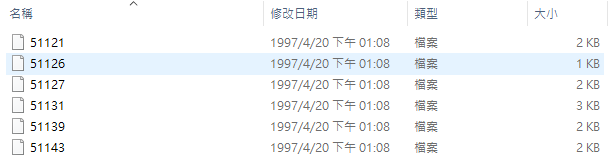 名稱 修改日期 類型 大小
51121 1997/4/20 下午 01:08 檔案 2 KB
51126 1997/4/20 下午 01:08 檔案 1 KB
51127 1997/4/20 下午 01:08 檔案 2 KB
51131 1997/4/20 下午 01:08 檔案 3 KB
51139 1997/4/20 下午 01:08 檔案 2 KB
51143 1997/4/20 下午 01:08 檔案 2 KB